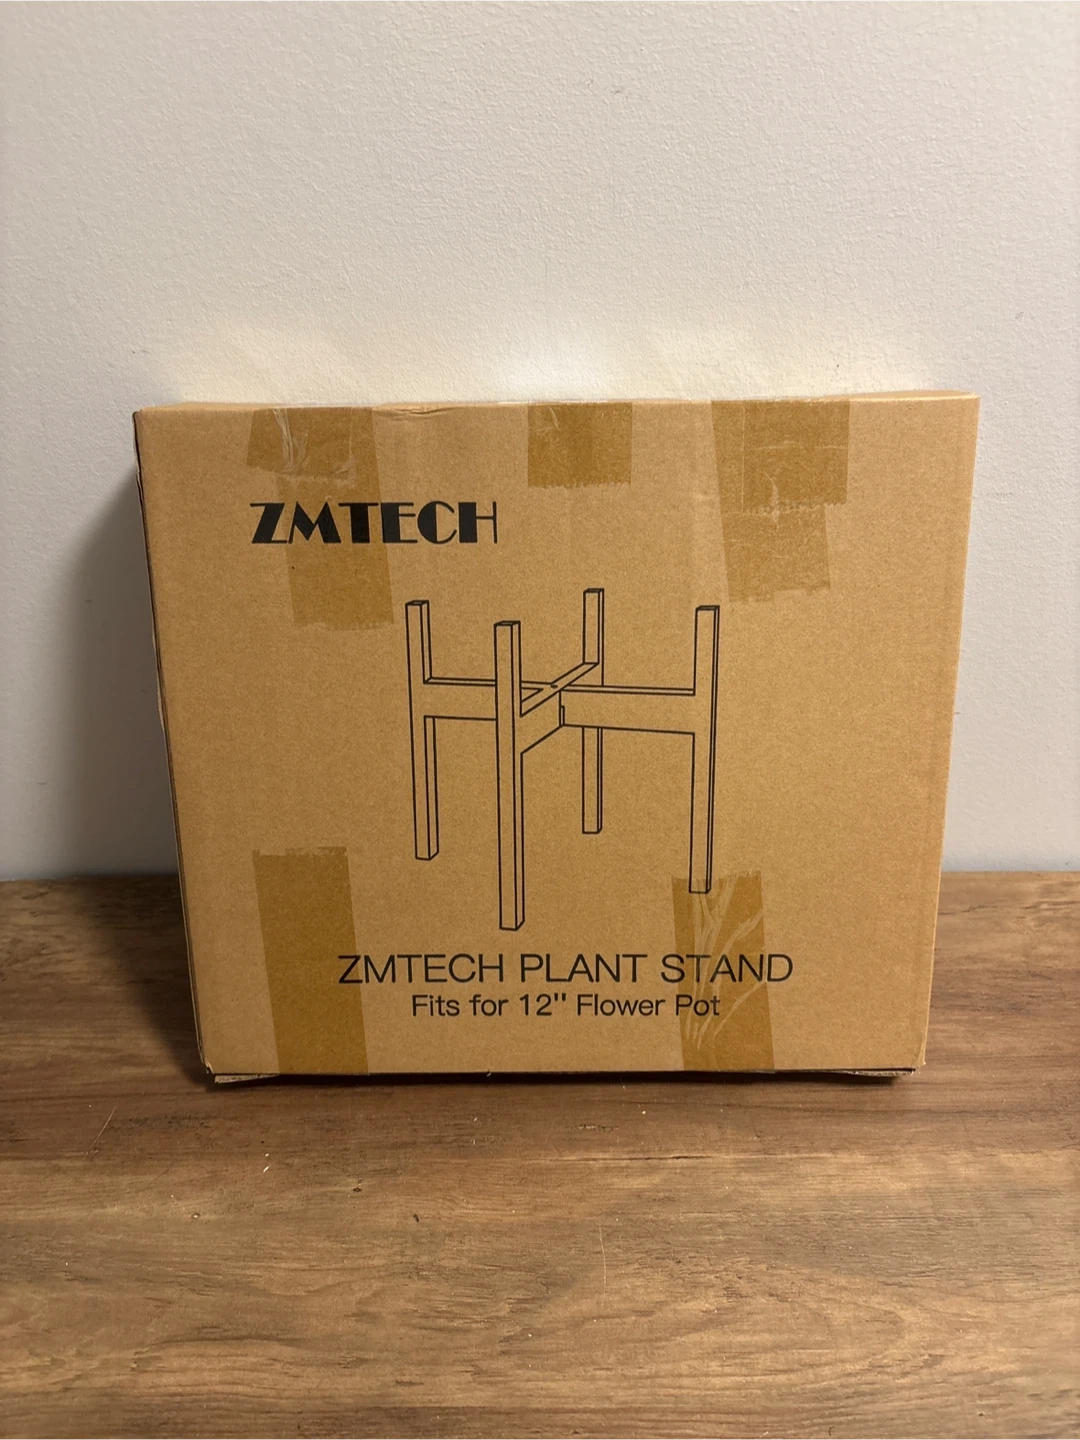 ZMTECH
ZMTECH PLANT STAND
Fits for 12'' Flower Pot